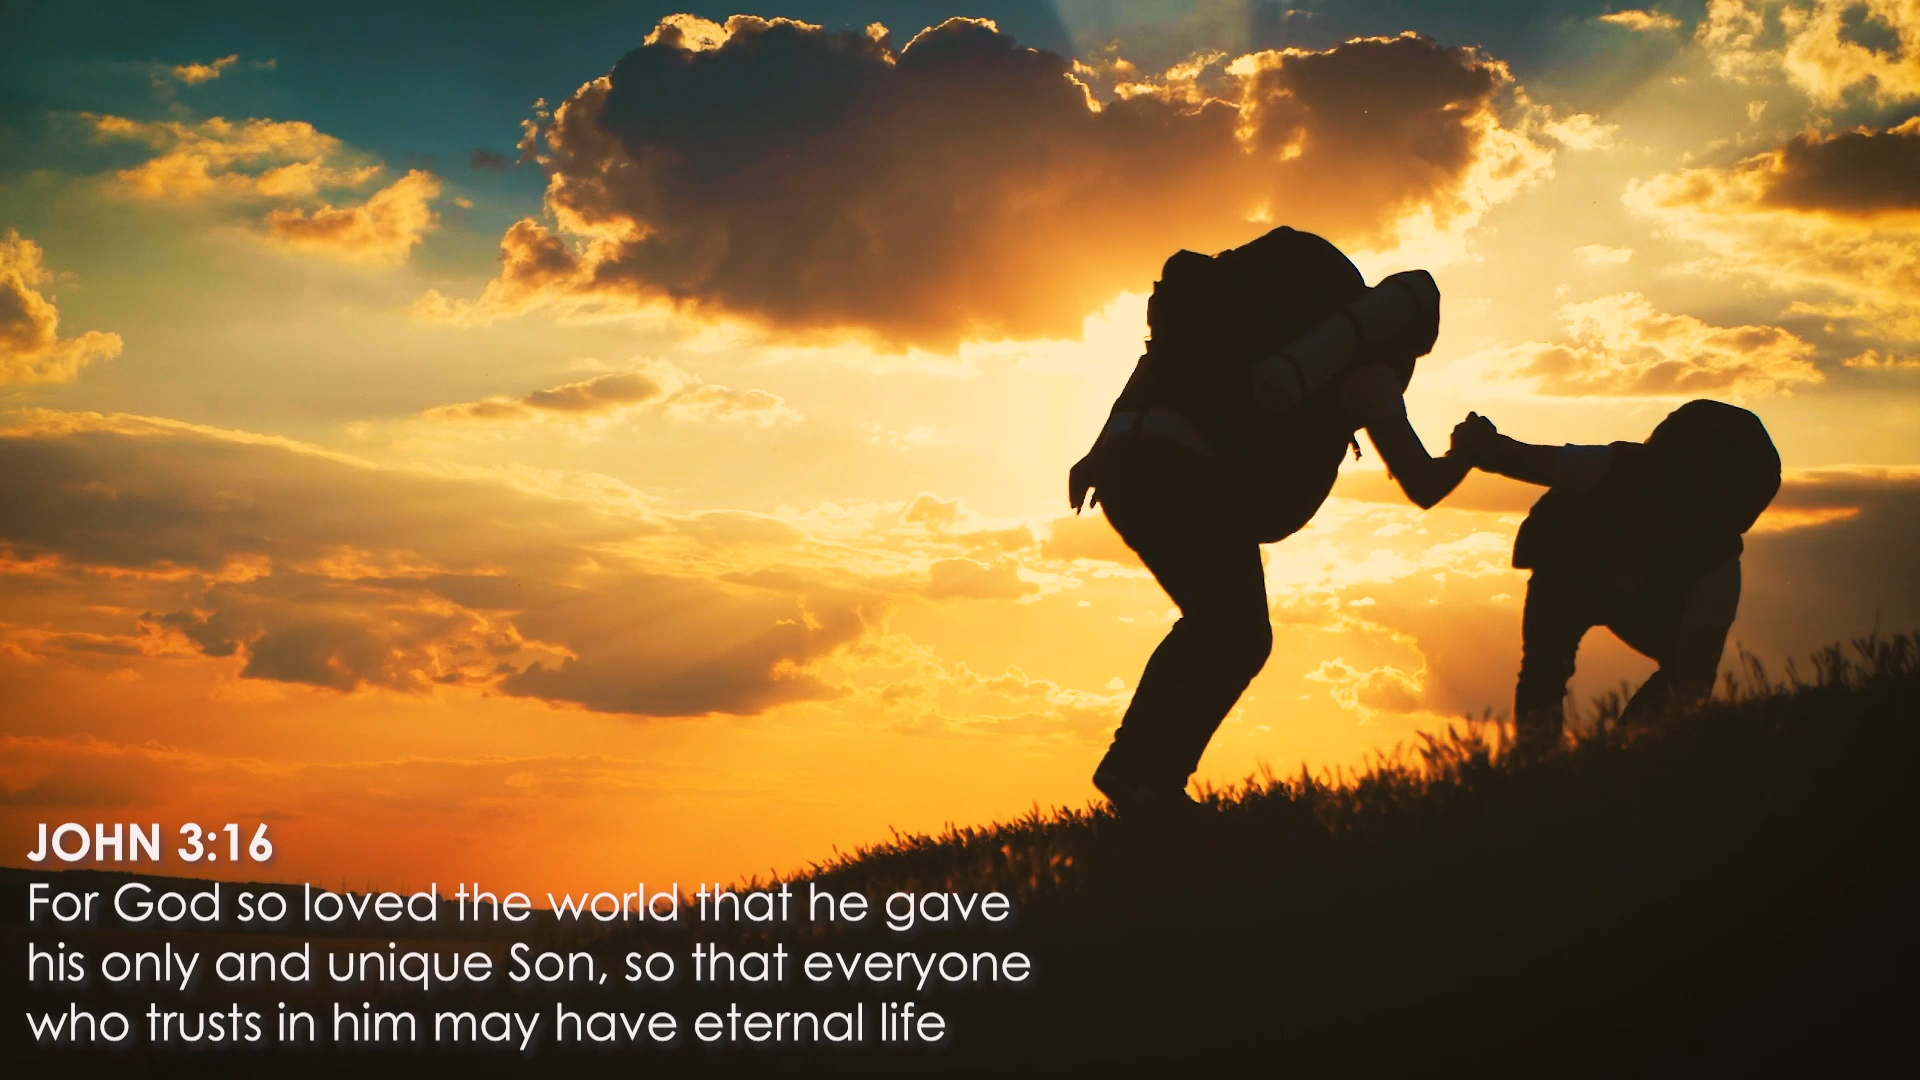 JOHN 3:16
For God so loved the world that he gave
his only and unique Son, so that everyone
who trusts in him may have eternal life